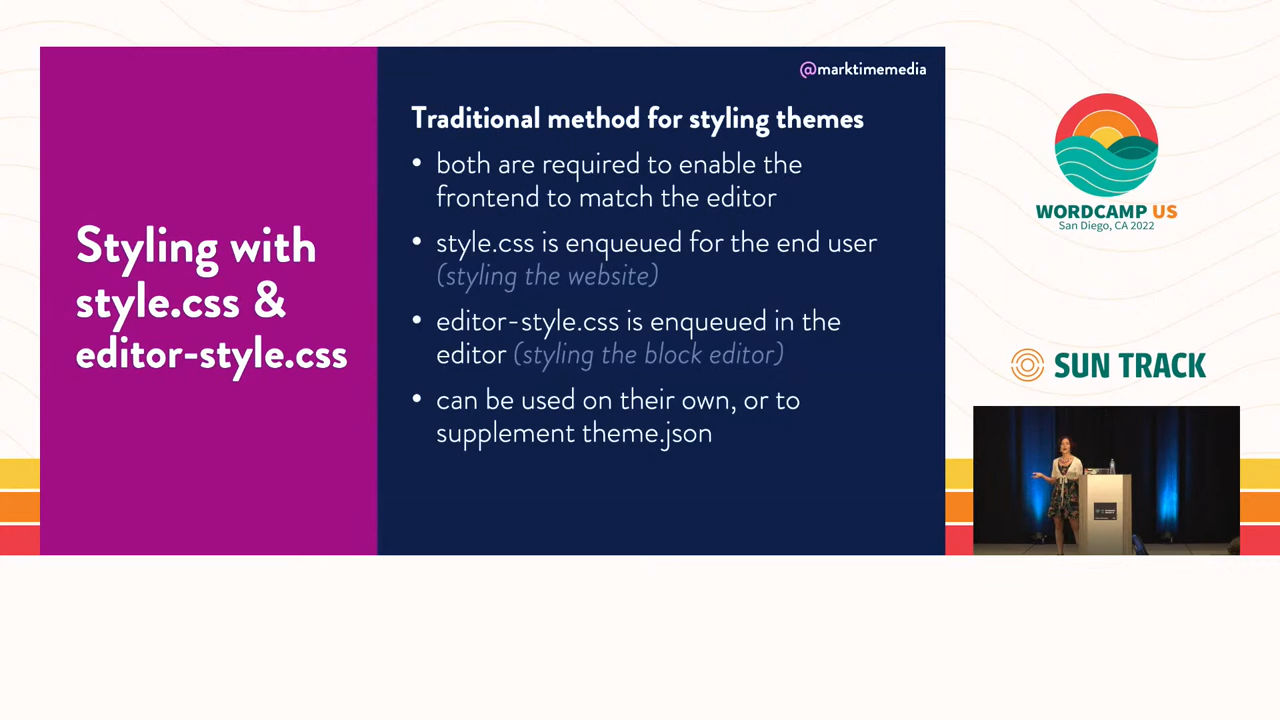 Styling with
style.css &
editor-style.css
@marktimemedia
Traditional method for styling themes
• both are required to enable the
frontend to match the editor
• style.css is enqueued for the end user
(styling the website)
• editor-style.css is enqueued in the
editor (styling the block editor)
• can be used on their own, or to
supplement theme.json
WORDCAMP US
San Diego, CA 2022
SUN TRACK